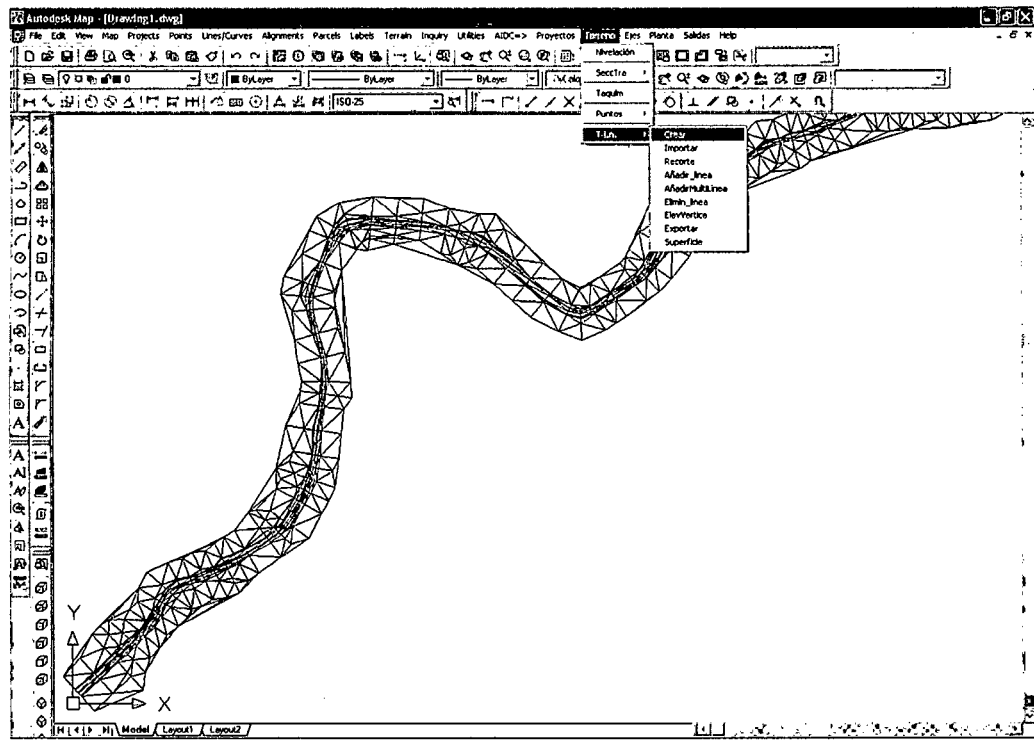 Autodesk Map - [Drawing1.dwg]
File Edit View Map Projects Points Lines/Curves Alignments Parcels Labels Terrain Inquiry Utilities AIDC=> Proyectos Terreno Ejes Planta Salidas Help
0 ByLayer ByLayer ByLayer
ISO-25
Nivelación
SeccTra
Taquim
Puntos
T-Ln.
Crear
Importar
Recorte
Añadir_linea
AñadirMultiLinea
Elimin_linea
ElevVertice
Exportar
Superficie
Y
X
Model Layout1 Layout2